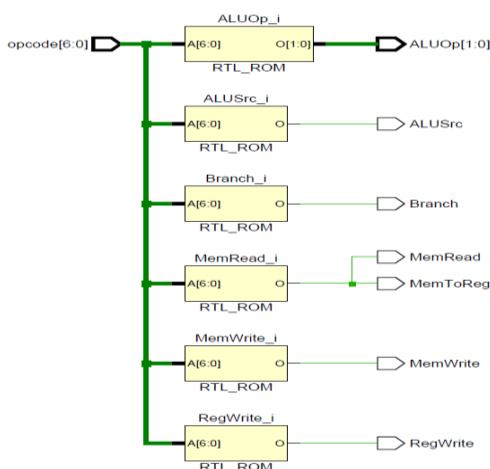 ALUOp_i
opcode[6:0] A[6:0] O[1:0] ALUOp[1:0]
RTL_ROM
ALUSrc_i
A[6:0] O ALUSrc
RTL_ROM
Branch_i
A[6:0] O Branch
RTL_ROM
MemRead_i
MemRead
A[6:0] O MemToReg
RTL_ROM
MemWrite_i
A[6:0] O MemWrite
RTL_ROM
RegWrite_i
A[6:0] O RegWrite
RTL_ROM